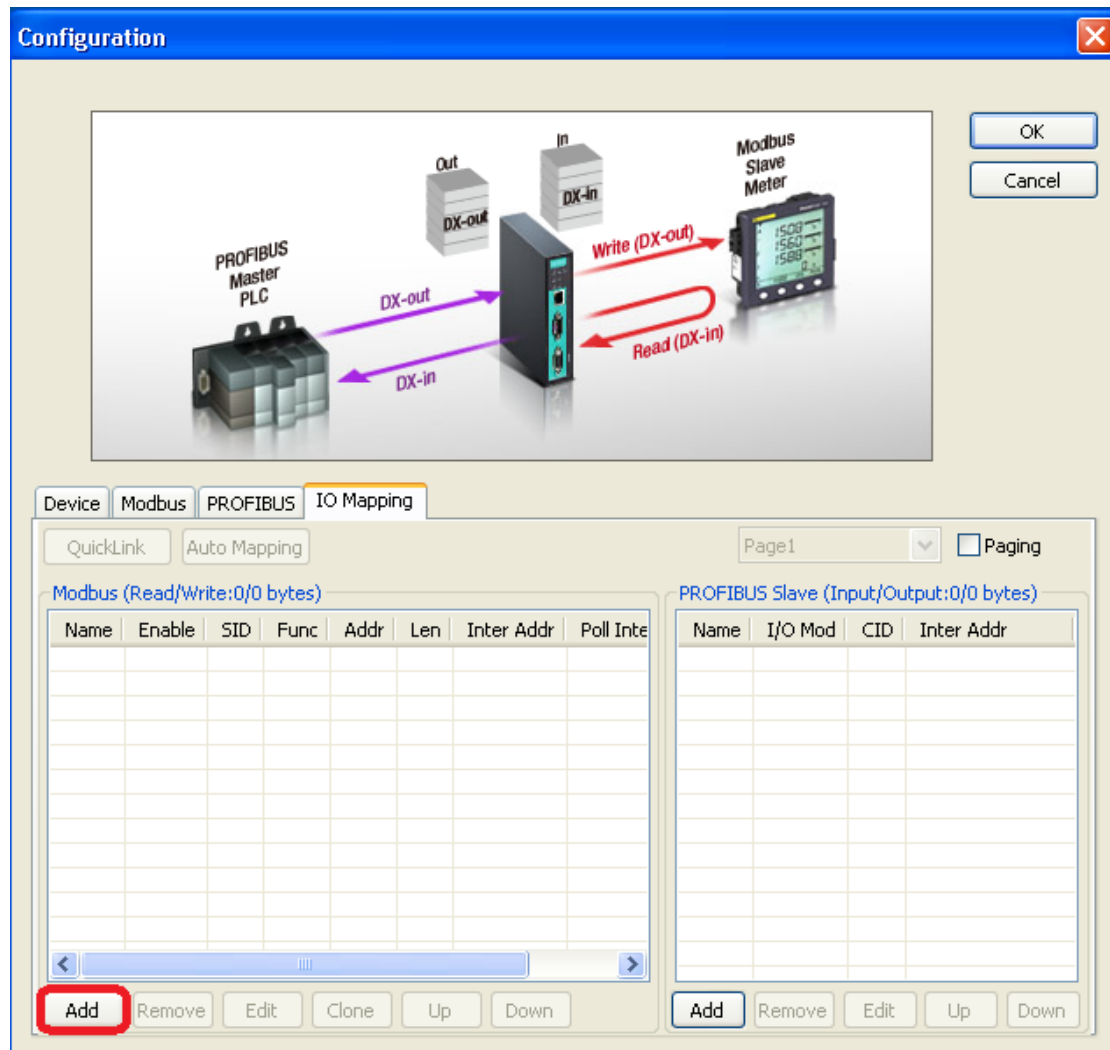 Configuration
OK
Cancel
Out
In
DX-out
DX-in
Modbus
Slave
Meter
PROFIBUS
Master
PLC
DX-out
DX-in
Write (DX-out)
Read (DX-in)
1508
1560
1588
Device Modbus PROFIBUS IO Mapping
QuickLink Auto Mapping Page1 Paging
Modbus (Read/Write:0/0 bytes) PROFIBUS Slave (Input/Output:0/0 bytes)
Name Enable SID Func Addr Len Inter Addr Poll Inte Name I/O Mod CID Inter Addr
Add Remove Edit Clone Up Down Add Remove Edit Up Down